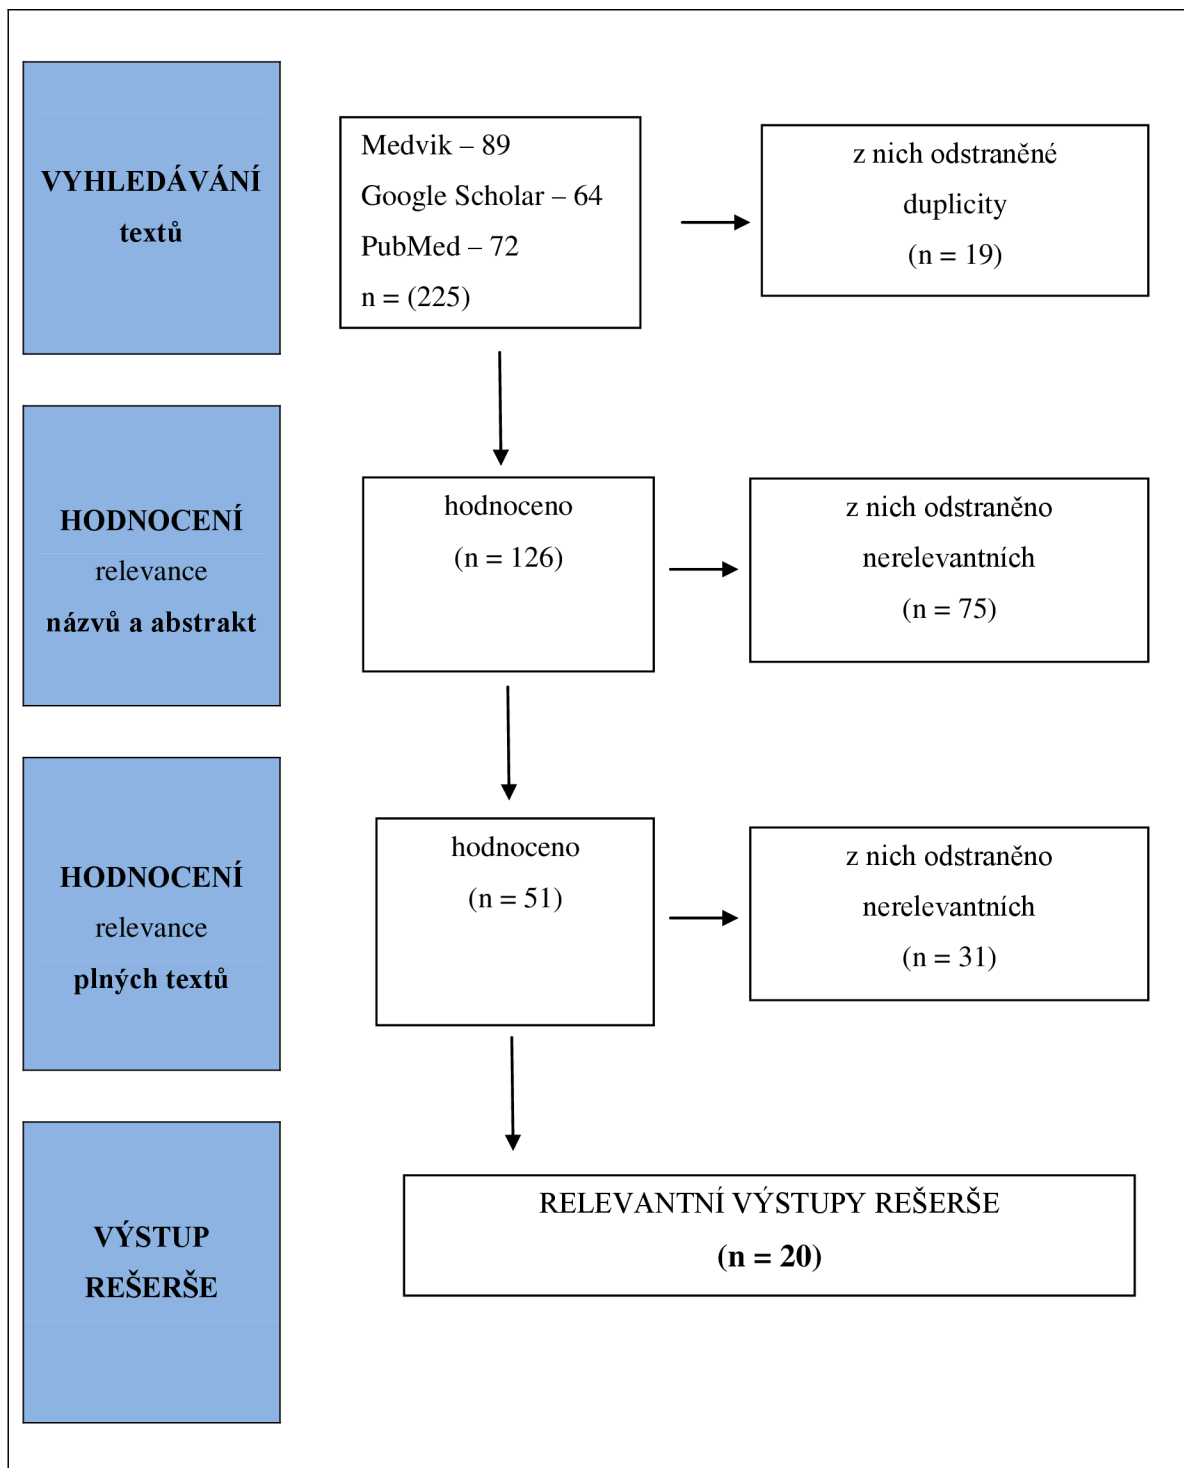 VYHLEDÁVÁNÍ
textů
Medvik – 89
Google Scholar – 64
PubMed – 72
n = (225)
z nich odstraněné
duplicity
(n = 19)
HODNOCENÍ
relevance
názvů a abstrakt
hodnoceno
(n = 126)
z nich odstraněno
nerelevantních
(n = 75)
HODNOCENÍ
relevance
plných textů
hodnoceno
(n = 51)
z nich odstraněno
nerelevantních
(n = 31)
VÝSTUP
REŠERŠE
RELEVANTNÍ VÝSTUPY REŠERŠE
(n = 20)